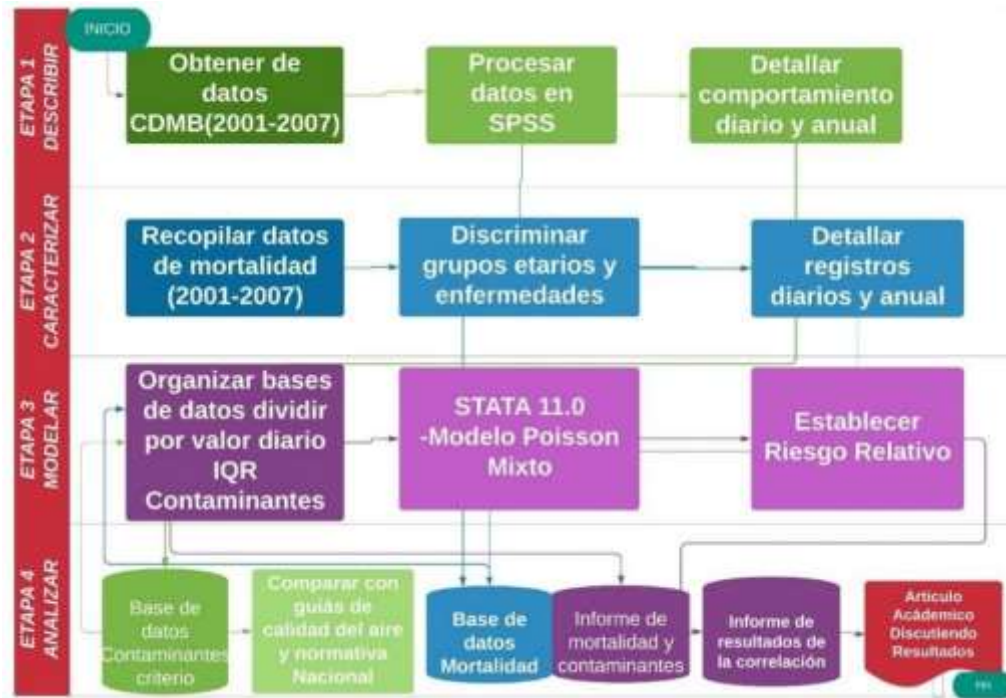 INICIO
ETAPA 1
DESCRIBIR
Obtener de
datos
CDMB(2001-2007)
Procesar
datos en
SPSS
Detallar
comportamiento
diario y anual
ETAPA 2
CARACTERIZAR
Recopilar datos
de mortalidad
(2001-2007)
Discriminar
grupos etarios y
enfermedades
Detallar
registros
diarios y anual
ETAPA 3
MODELAR
Organizar bases
de datos dividir
por valor diario
IQR
Contaminantes
STATA 11.0
-Modelo Poisson
Mixto
Establecer
Riesgo Relativo
ETAPA 4
ANALIZAR
Base de
datos
Contaminantes
criterio
Comparar con
guías de
calidad del aire
y normativa
Nacional
Base de
datos
Mortalidad
Informe de
mortalidad y
contaminantes
Informe de
resultados de
la correlación
Artículo
Académico
Discutiendo
Resultados